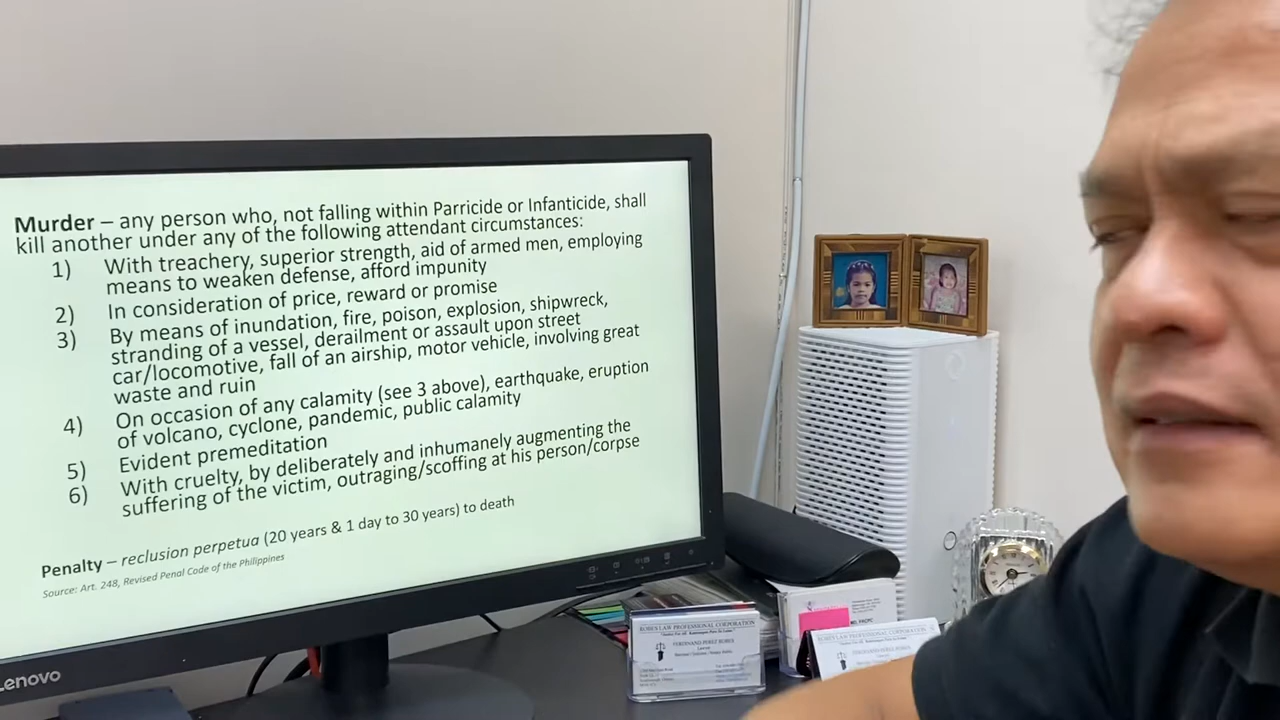 Murder – any person who, not falling within Parricide or Infanticide, shall
kill another under any of the following attendant circumstances:
1) With treachery, superior strength, aid of armed men, employing
means to weaken defense, afford impunity
2) In consideration of price, reward or promise
3) By means of inundation, fire, poison, explosion, shipwreck,
stranding of a vessel, derailment or assault upon street
car/locomotive, fall of an airship, motor vehicle, involving great
waste and ruin
4) On occasion of any calamity (see 3 above), earthquake, eruption
of volcano, cyclone, pandemic, public calamity
5) Evident premeditation
6) With cruelty, by deliberately and inhumanely augmenting the
suffering of the victim, outraging/scoffing at his person/corpse
Penalty – reclusion perpetua (20 years & 1 day to 30 years) to death
Source: Art. 248, Revised Penal Code of the Philippines
Lenovo
LAW PROFESSIONAL CORPORATION
FERDINAND PEREZ
Lawyer